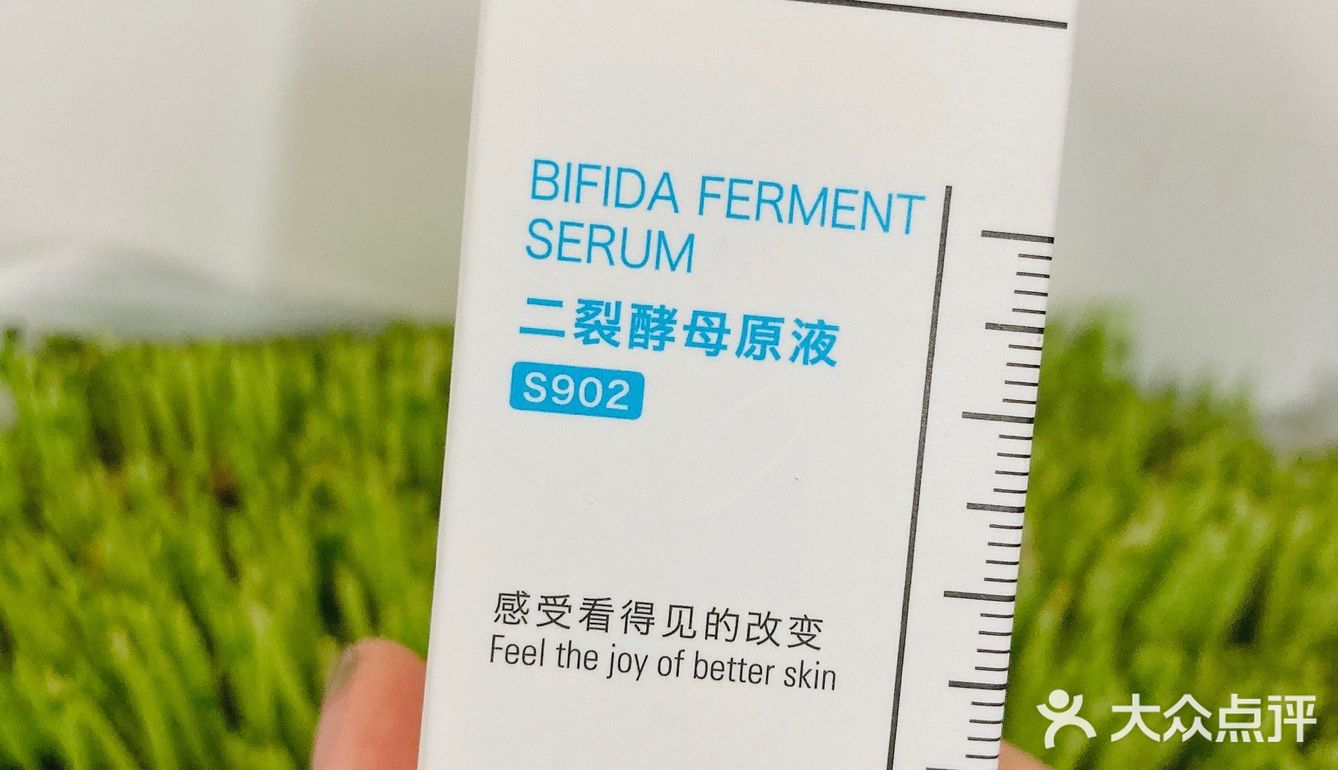 BIFIDA FERMENT
SERUM
二裂酵母原液
S902
感受看得见的改变
Feel the joy of better skin
大众点评